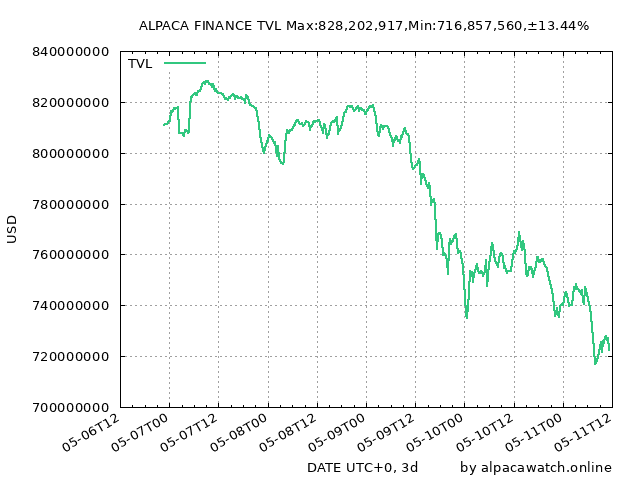 ALPACA FINANCE TVL Max:828,202,917,Min:716,857,560,±13.44%
TVL
840000000
820000000
800000000
780000000
760000000
740000000
720000000
700000000
USD
05-06T12
05-07T00
05-07T12
05-08T00
05-08T12
05-09T00
05-09T12
05-10T00
05-10T12
05-11T00
05-11T12
DATE UTC+0, 3d
by alpacawatch.online